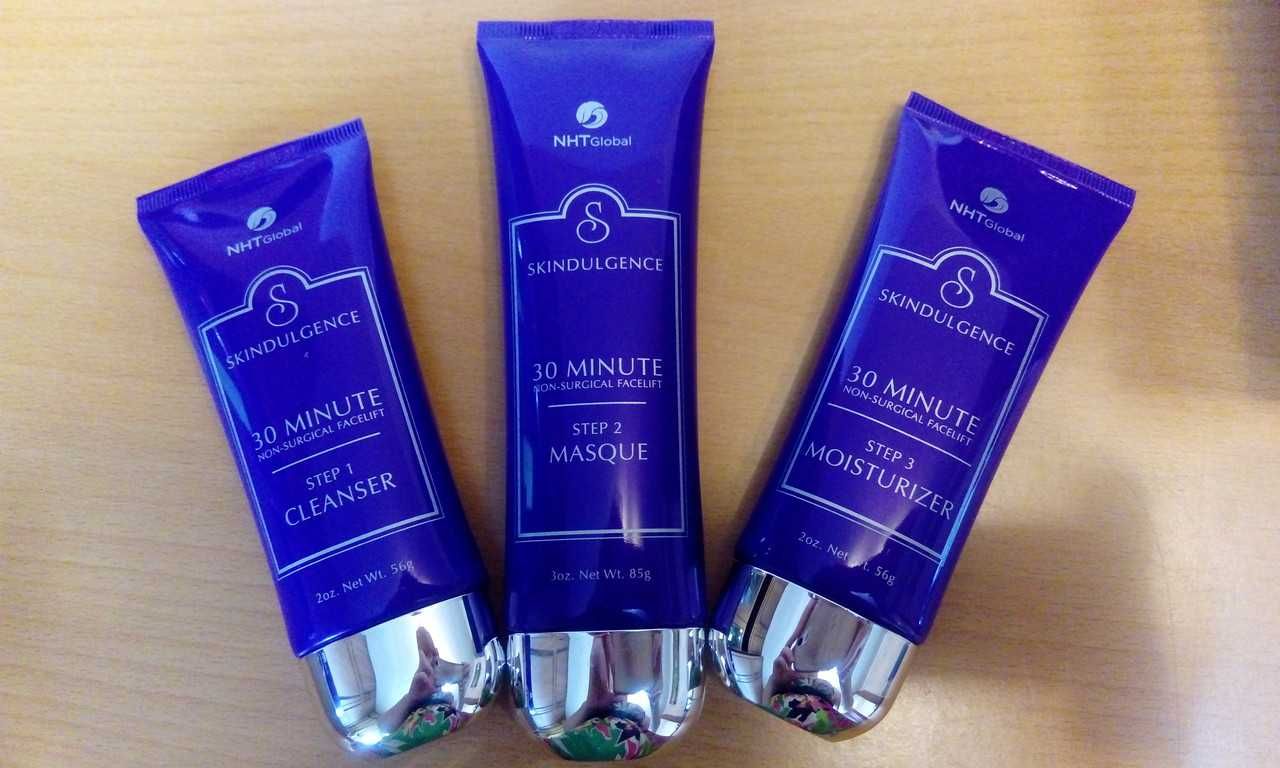 NHTGlobal
S
SKINDULGENCE
30 MINUTE
NON-SURGICAL FACELIFT
STEP 1
CLEANSER
2oz. Net Wt. 56g
NHTGlobal
S
SKINDULGENCE
30 MINUTE
NON-SURGICAL FACELIFT
STEP 2
MASQUE
3oz. Net Wt. 85g
NHTGlobal
S
SKINDULGENCE
30 MINUTE
NON-SURGICAL FACELIFT
STEP 3
MOISTURIZER
2oz. Net Wt. 56g